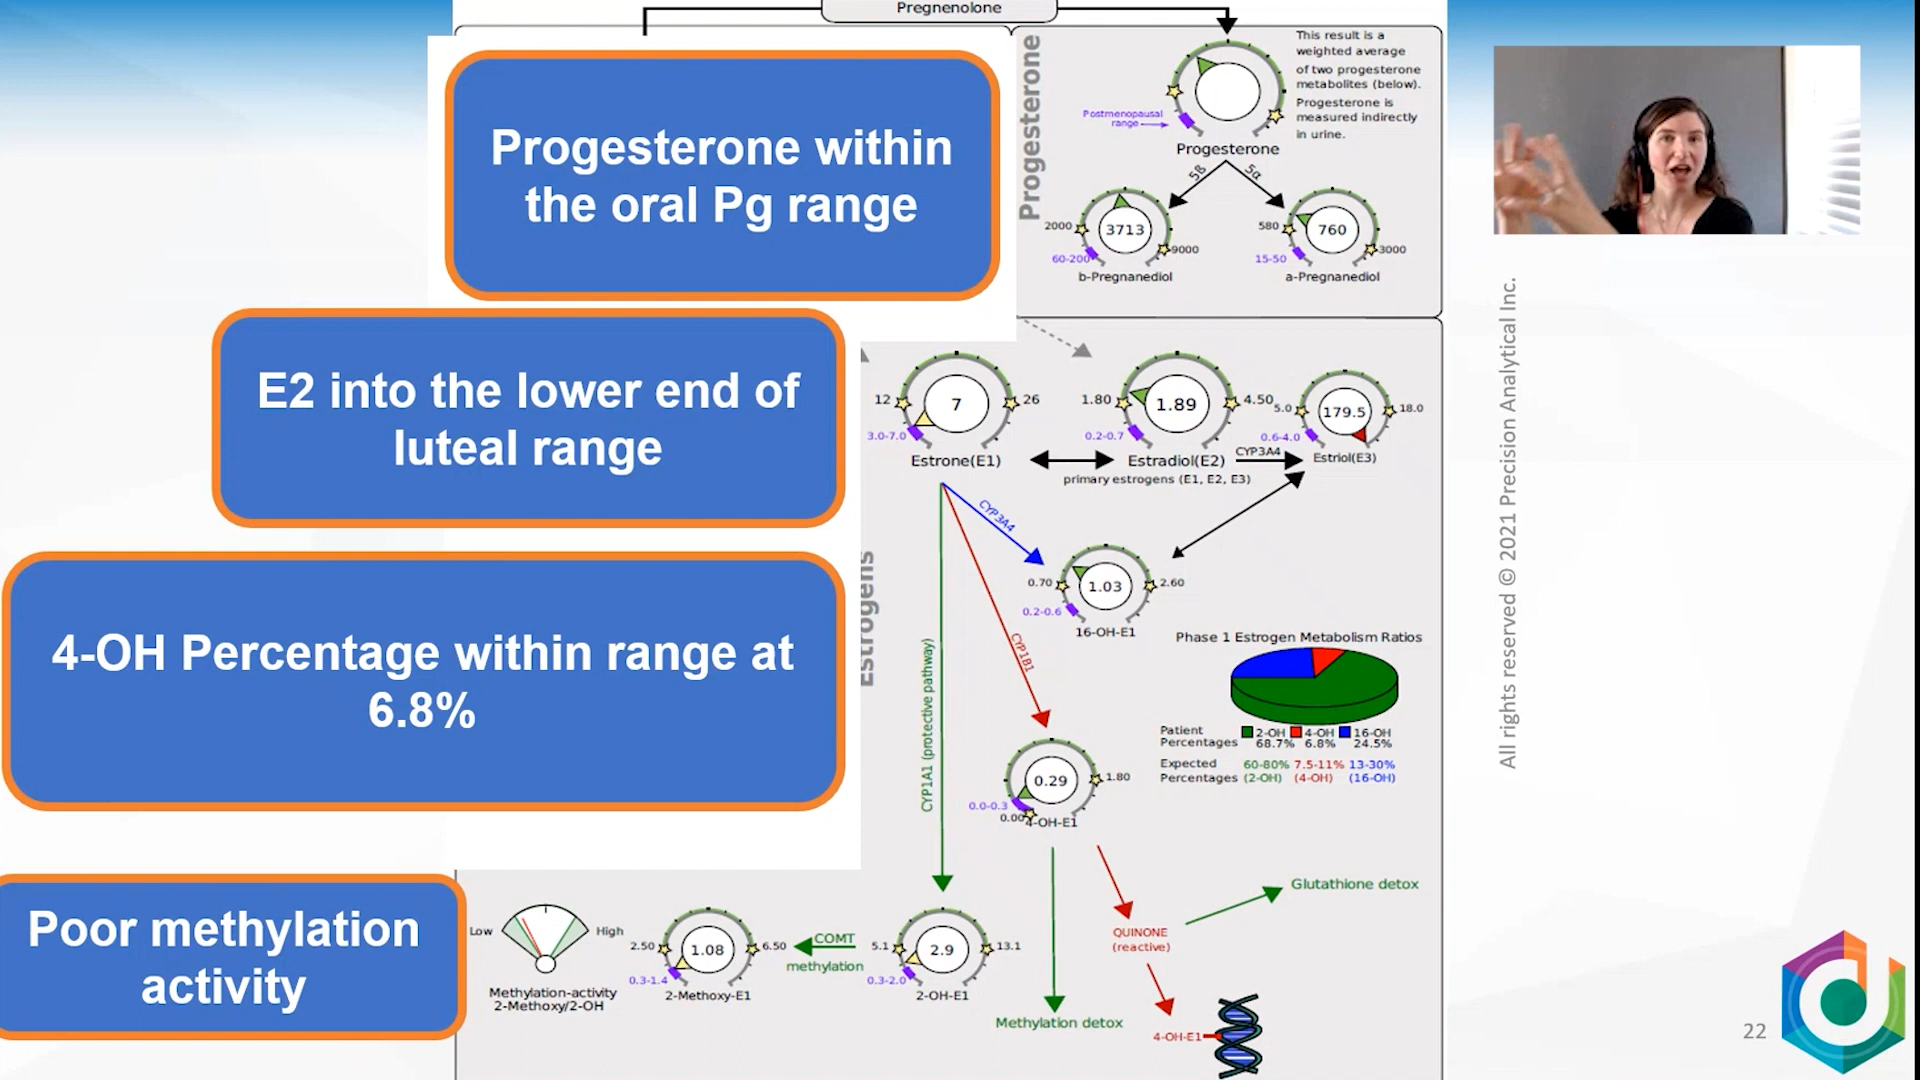 Pregnenolone
Progesterone within
the oral Pg range
E2 into the lower end of
luteal range
4-OH Percentage within range at
6.8%
Poor methylation
activity
Progesterone
This result is a
weighted average
of two progesterone
metabolites (below).
Progesterone is
measured indirectly
in urine.
Postmenopausal
range
Progesterone
5ß
5α
2000
3713
9000
60-200
b-Pregnanediol
580
760
3000
15-50
a-Pregnanediol
Estrogens
12
7
26
3.0-7.0
Estrone(E1)
1.80
1.89
4.50
0.2-0.7
Estradiol(E2)
5.0
179.5
18.0
0.6-4.0
Estriol(E3)
CYP3A4
primary estrogens (E1, E2, E3)
CYP3A4
0.70
1.03
2.60
0.2-0.6
16-OH-E1
CYP1B1
CYP1A1 (protective pathway)
Phase 1 Estrogen Metabolism Ratios
Patient
Percentages
2-OH 4-OH 16-OH
68.7% 6.8% 24.5%
Expected
Percentages
60-80% 7.5-11% 13-30%
(2-OH) (4-OH) (16-OH)
0.29
1.80
0.0-0.3
0.00
4-OH-E1
Low
High
Methylation-activity
2-Methoxy/2-OH
2.50
1.08
6.50
0.3-1.4
2-Methoxy-E1
COMT
methylation
5.1
2.9
13.1
0.3-2.0
2-OH-E1
Glutathione detox
QUINONE
(reactive)
Methylation detox
4-OH-E1
All rights reserved © 2021 Precision Analytical Inc.
22